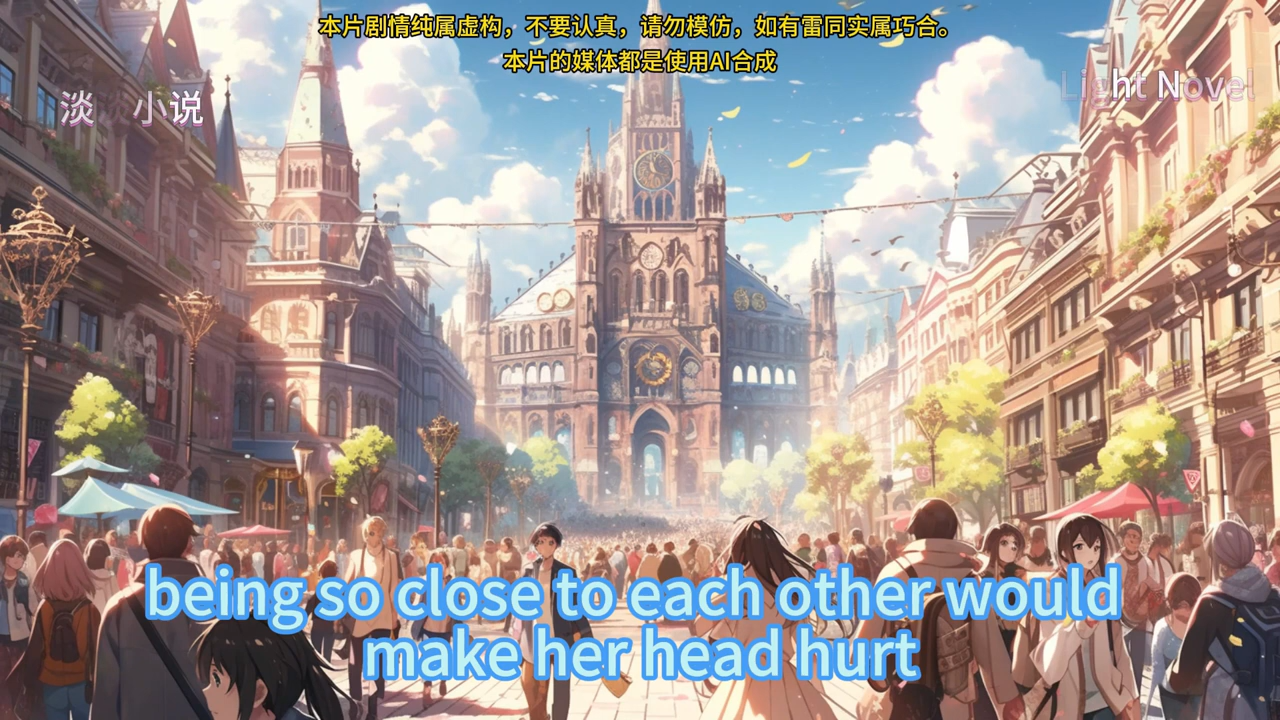 本片剧情纯属虚构，不要认真，请勿模仿，如有雷同实属巧合。
本片的媒体都是使用AI合成
淡淡小说
Light Novel
being so close to each other would
make her head hurt